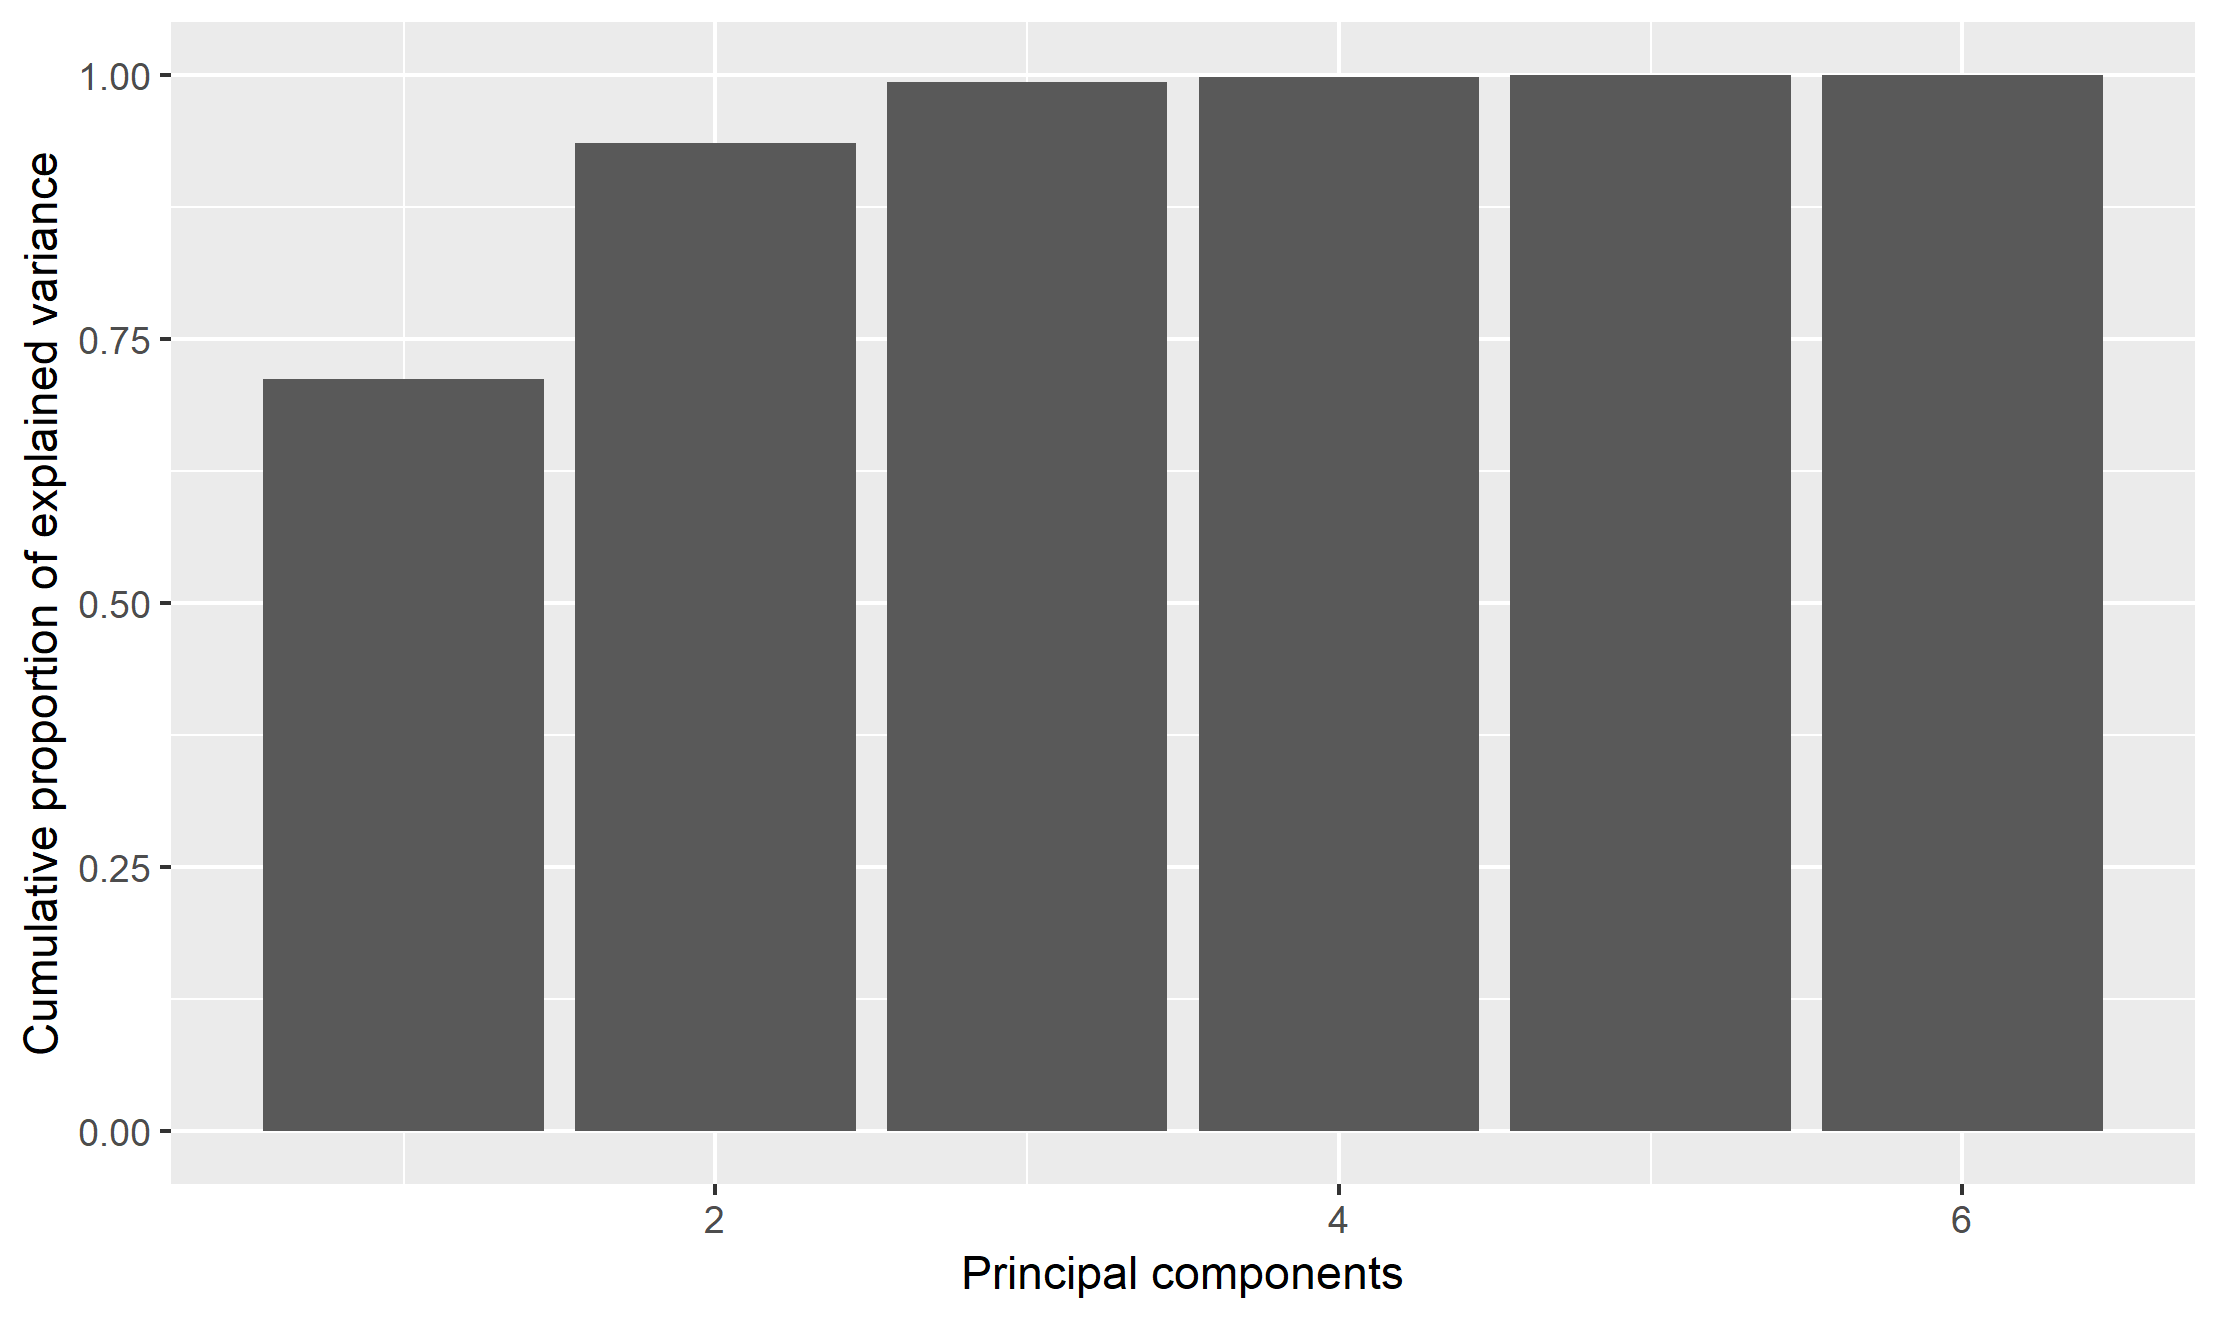 Cumulative proportion of explained variance
1.00
0.75
0.50
0.25
0.00
2 4 6
Principal components